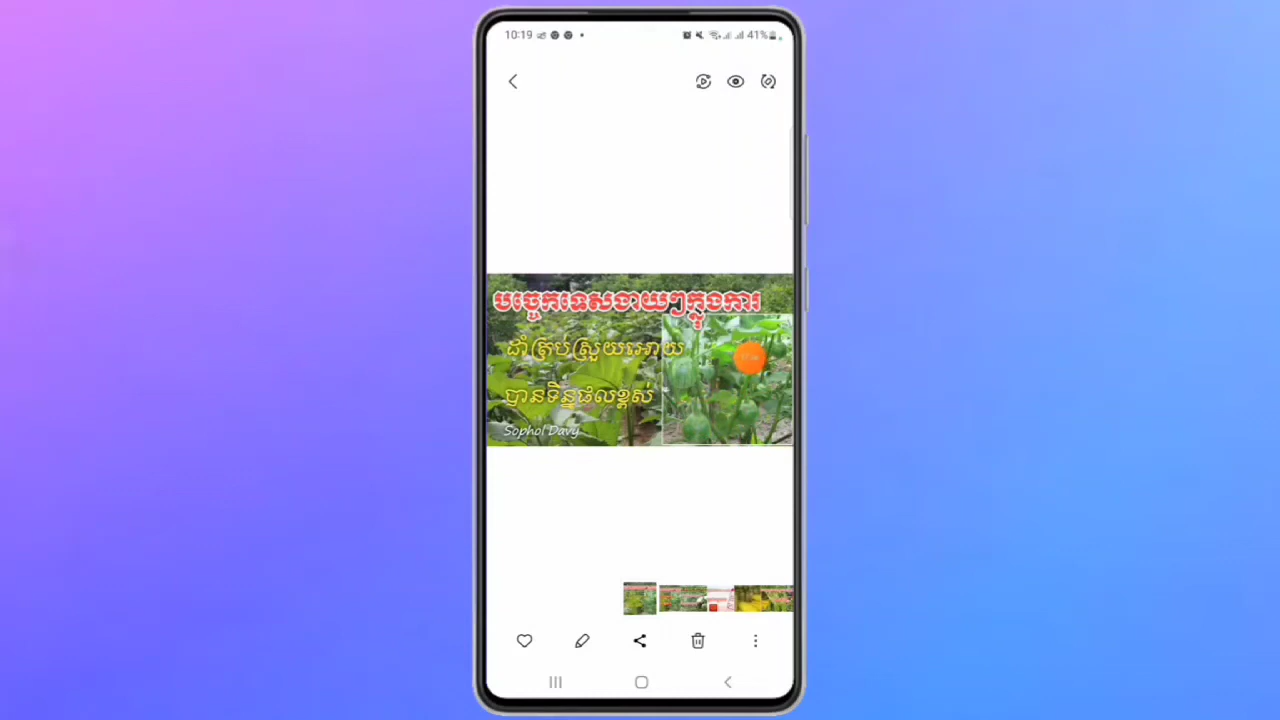 10:19
41%
បច្ចេកទេសងាយៗក្នុងការ
ដាំត្រប់ស្រួយអោយ
បានទិន្នផលខ្ពស់
Sophol Davy